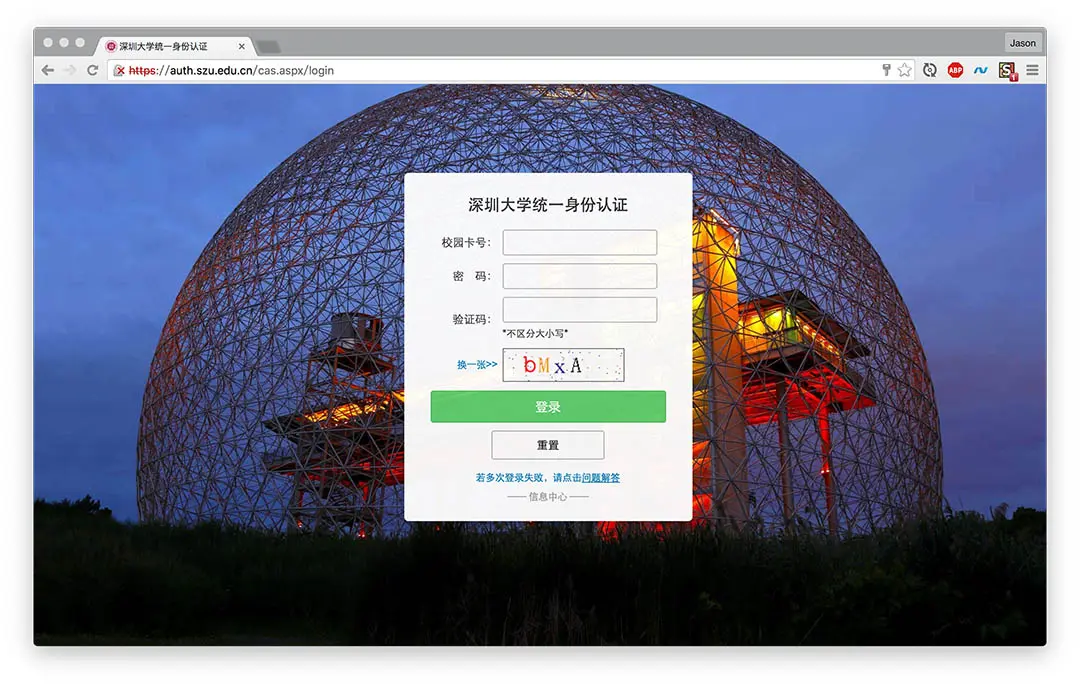 深圳大学统一身份认证
Jason
https://auth.szu.edu.cn/cas.aspx/login
ABP
S
1
深圳大学统一身份认证
校园卡号:
密 码:
验证码:
*不区分大小写*
换一张>>
bMxA
登录
重置
若多次登录失败，请点击问题解答
—— 信息中心 ——